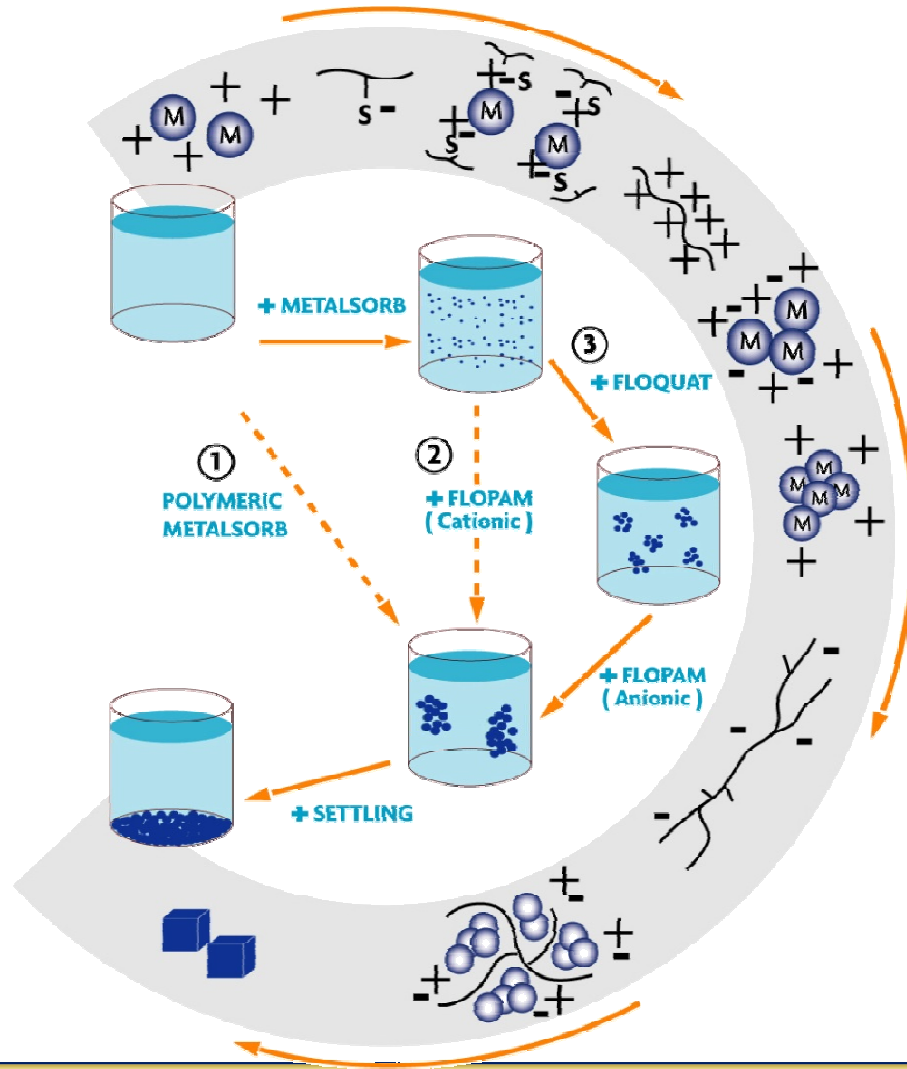 M
M
S -
S
M
S
S
M
S
+ METALSORB
3
+ FLOQUAT
M
M
M
1
POLYMERIC
METALSORB
2
+ FLOPAM
( Cationic )
M
M
M
M
M
+ FLOPAM
( Anionic )
+ SETTLING